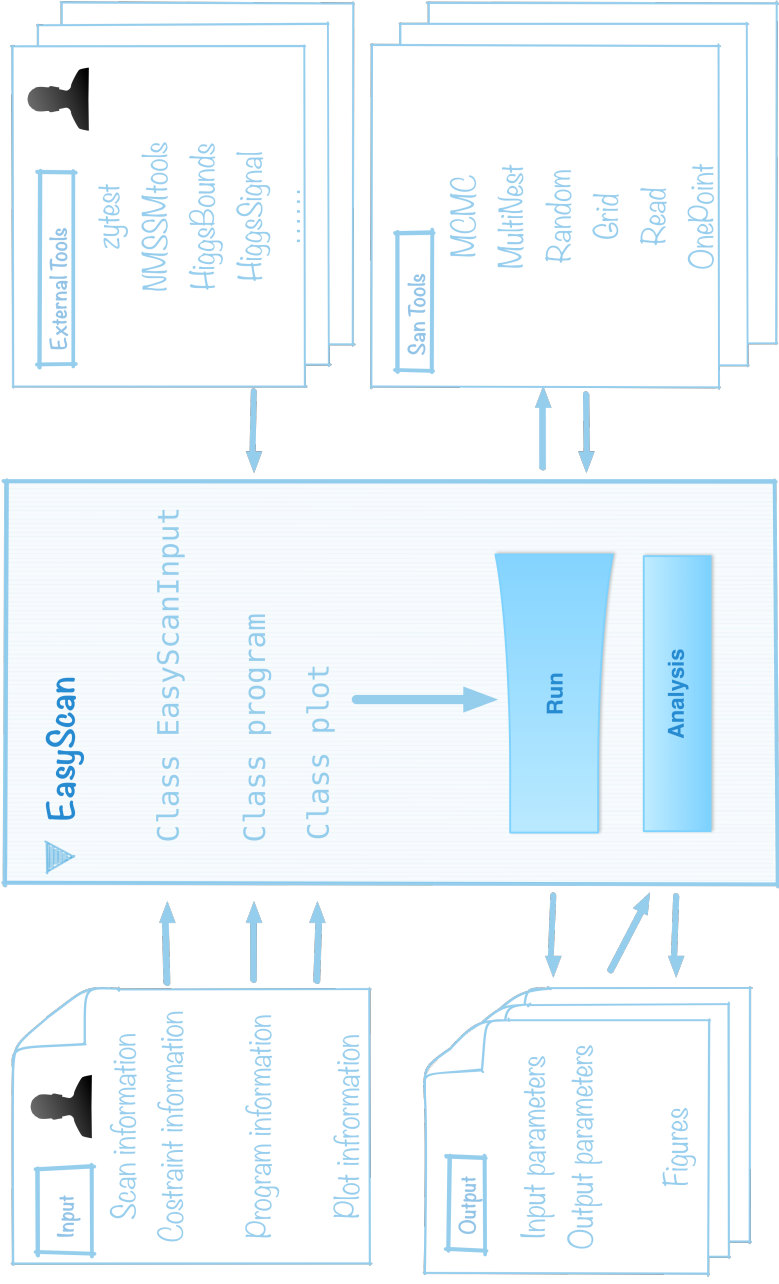 Input
Scan information
Costraint information
Program information
Plot infrormation
Output
Input parameters
Output parameters
Figures
EasyScan
Class EasyScanInput
Class program
Class plot
Run
Analysis
External Tools
zytest
NMSSMtools
HiggsBounds
HiggsSignal
.......
San Tools
MCMC
MultiNest
Random
Grid
Read
OnePoint